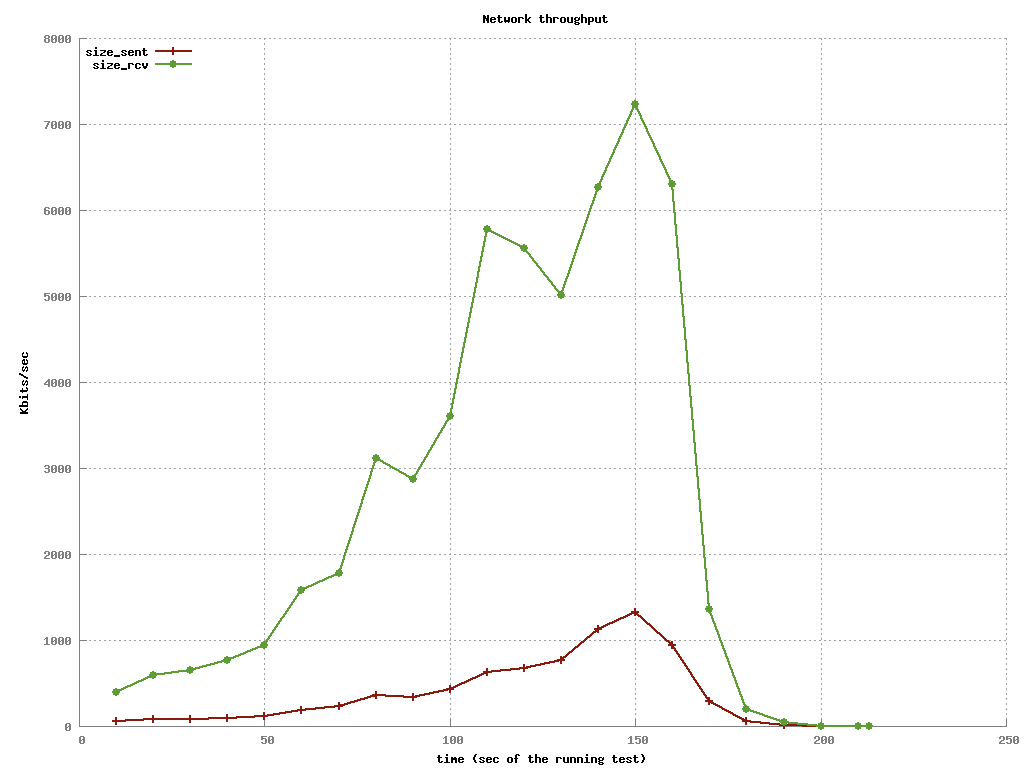 Network throughput
size_sent
size_rcv
8000
7000
6000
5000
4000
3000
2000
1000
0
Kbits/sec
0 50 100 150 200 250
time (sec of the running test)